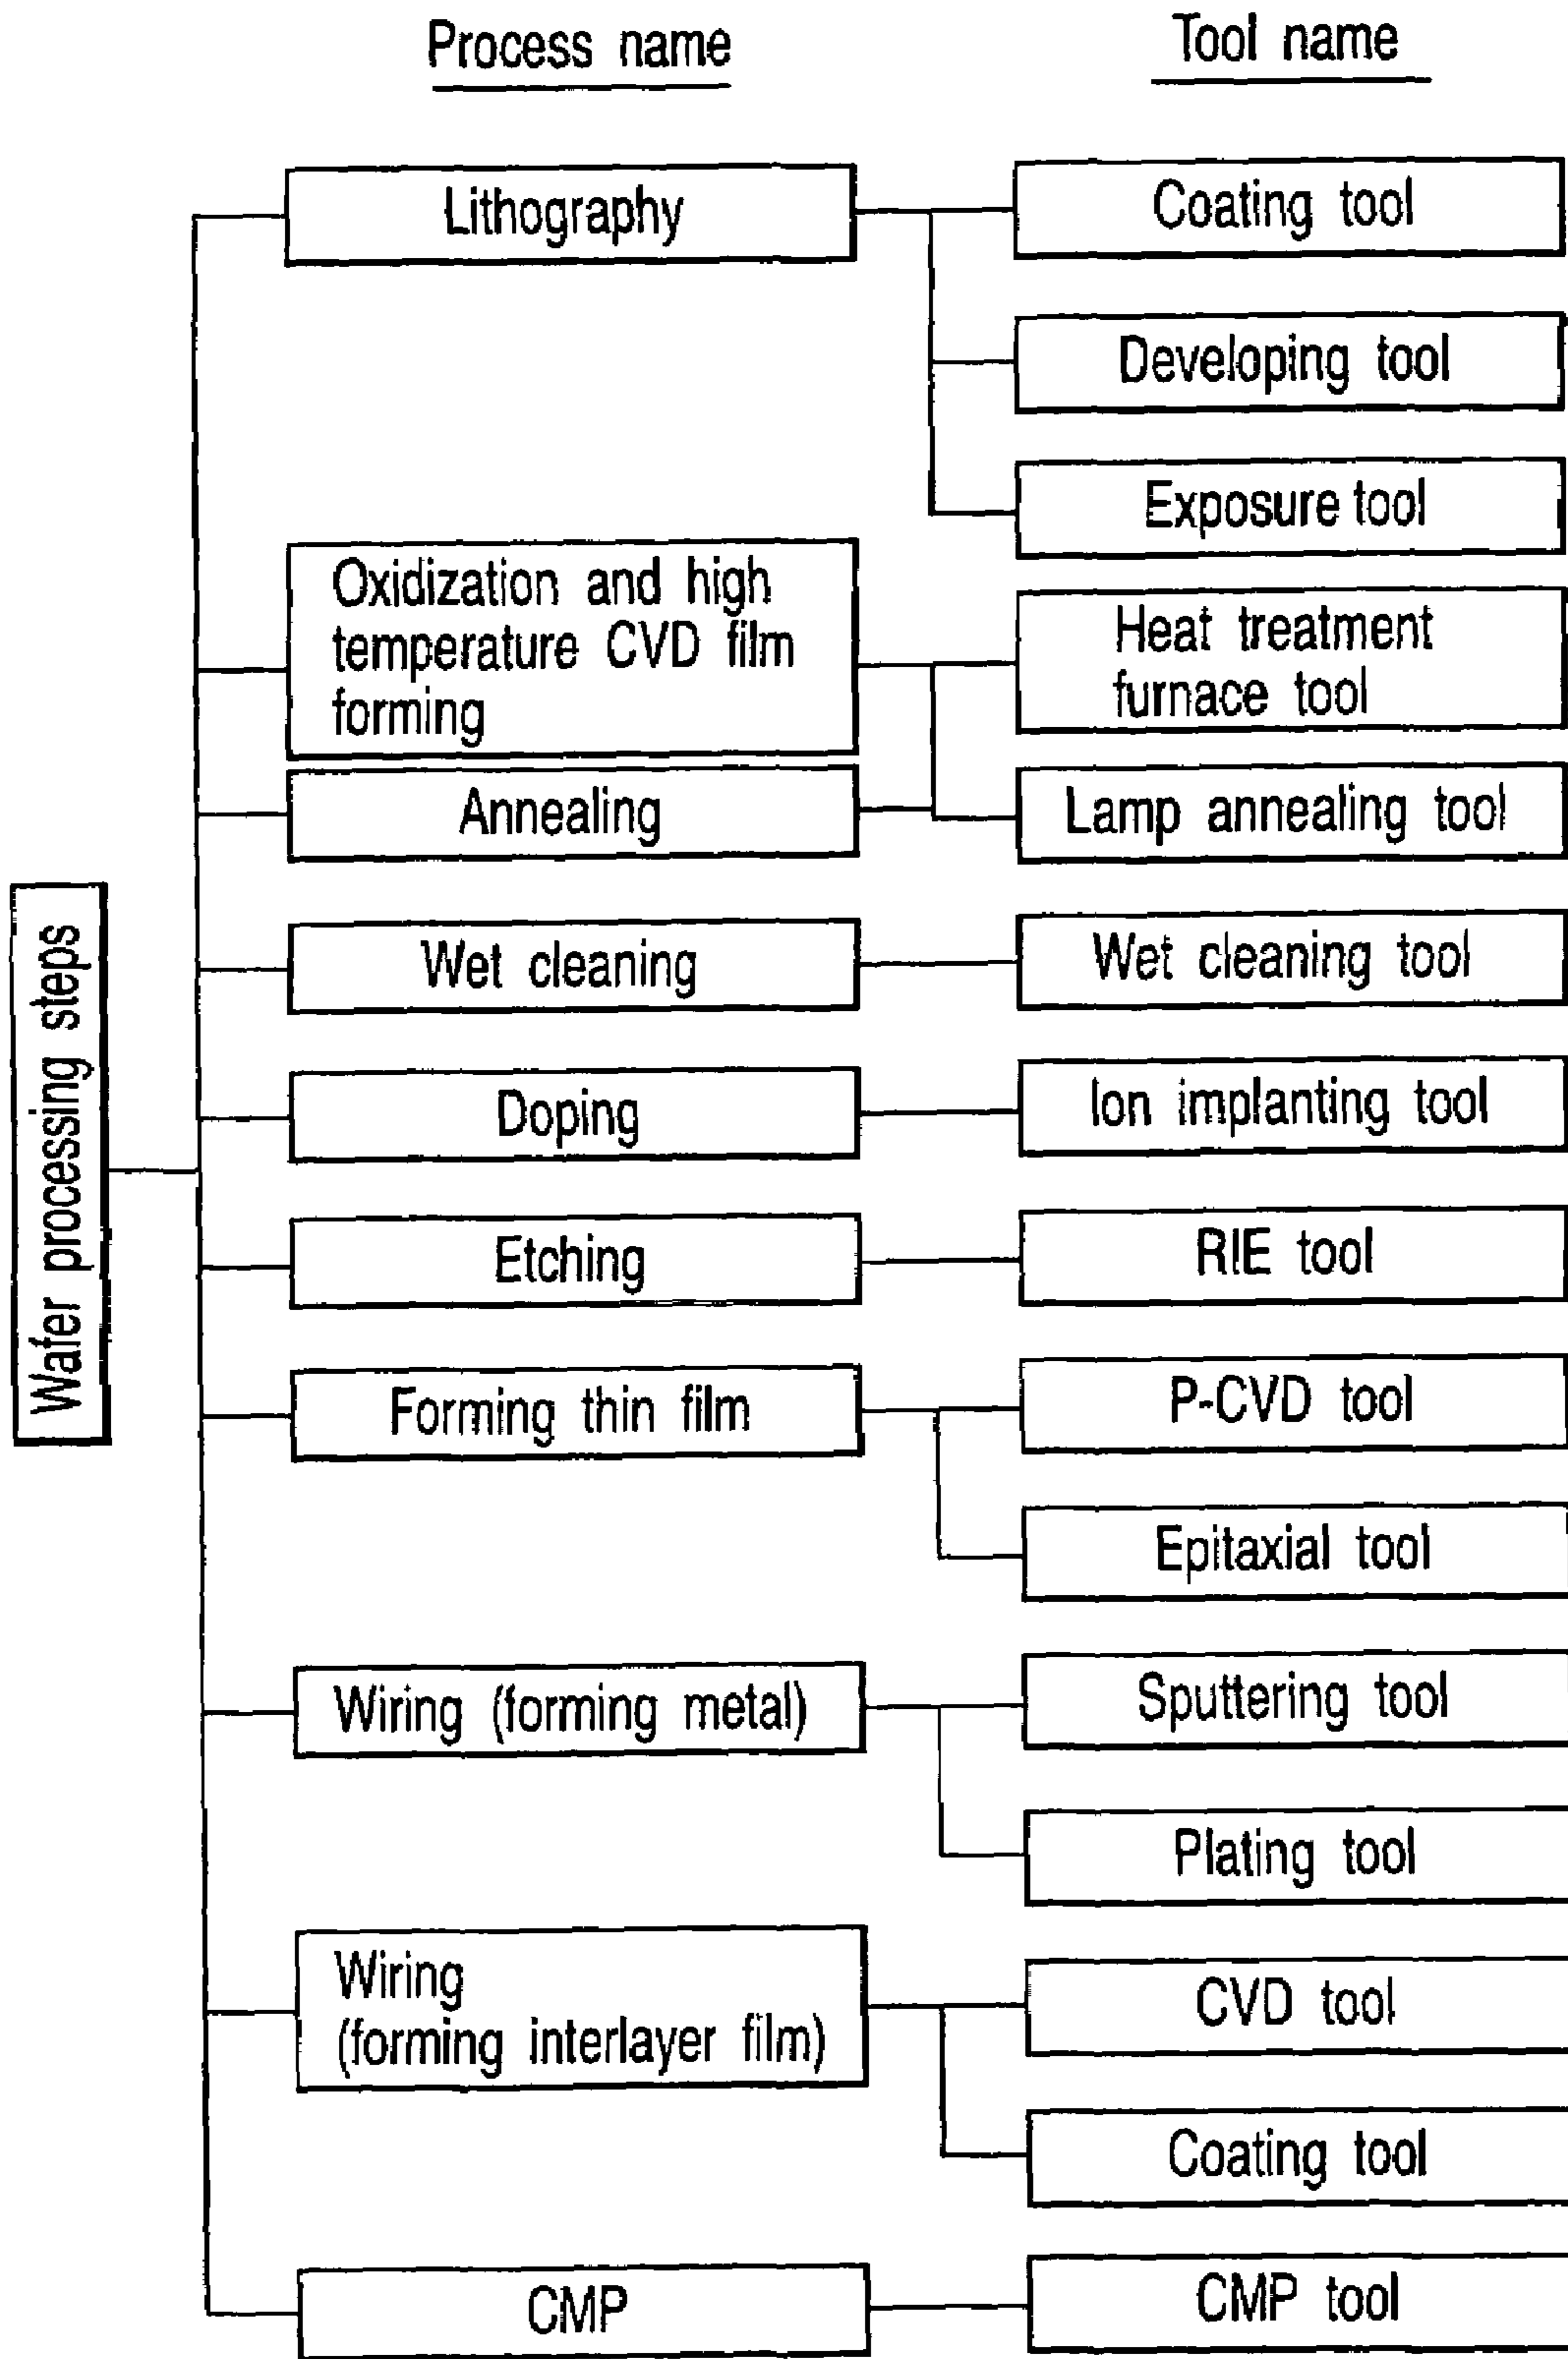 Process name
Tool name
Wafer processing steps
Lithography
Coating tool
Developing tool
Exposure tool
Oxidization and high
temperature CVD film
forming
Heat treatment
furnace tool
Annealing
Lamp annealing tool
Wet cleaning
Wet cleaning tool
Doping
Ion implanting tool
Etching
RIE tool
Forming thin film
P-CVD tool
Epitaxial tool
Wiring (forming metal)
Sputtering tool
Plating tool
Wiring
(forming interlayer film)
CVD tool
Coating tool
CMP
CMP tool